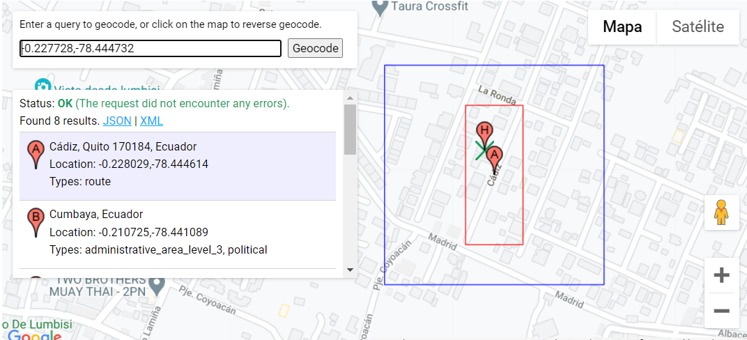 Enter a query to geocode, or click on the map to reverse geocode.
-0.227728,-78.444732
Geocode
Vista desde lumbisi
Status: OK (The request did not encounter any errors).
Found 8 results. JSON | XML
A
Cádiz, Quito 170184, Ecuador
Location: -0.228029,-78.444614
Types: route
B
Cumbaya, Ecuador
Location: -0.210725,-78.441089
Types: administrative_area_level_3, political
TWO BROTHERS
MUAY THAI - 2PN
o De Lumbisi
Google
Taura Crossfit
Mapa
Satélite
La Ronda
H
A
Cádiz
Madrid
Pje. Coyoacán
Pje. Coyoacán
Madrid
+
−